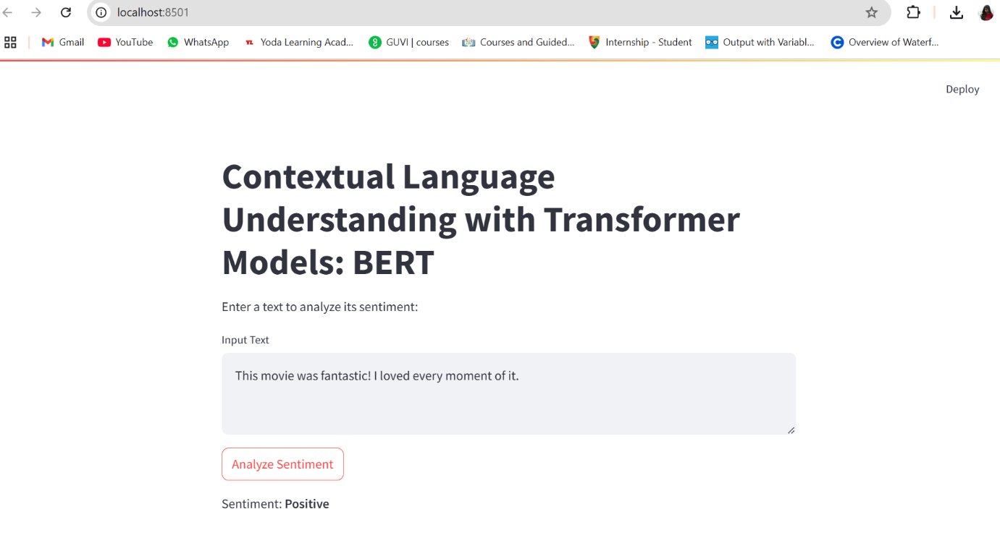 localhost:8501
Gmail YouTube WhatsApp YL Yoda Learning Acad... GUVI | courses Courses and Guided... Internship - Student Output with Variabl... Overview of Waterf...
Deploy
Contextual Language
Understanding with Transformer
Models: BERT
Enter a text to analyze its sentiment:
Input Text
This movie was fantastic! I loved every moment of it.
Analyze Sentiment
Sentiment: Positive